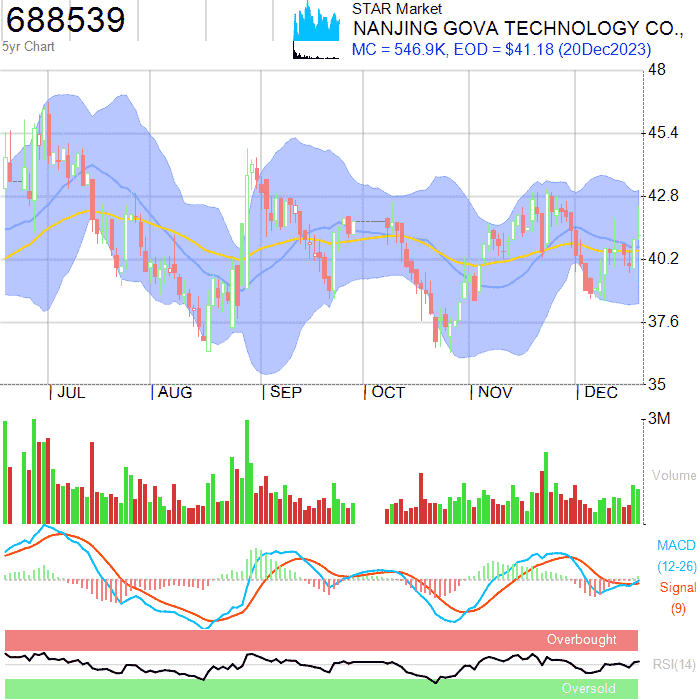 688539
STAR Market
NANJING GOVA TECHNOLOGY CO.,
5yr Chart
MC = 546.9K, EOD = $41.18 (20Dec2023)
48
45.4
42.8
40.2
37.6
35
JUL
AUG
SEP
OCT
NOV
DEC
3M
Volume
MACD
(12-26)
Signal
(9)
Overbought
RSI(14)
Oversold